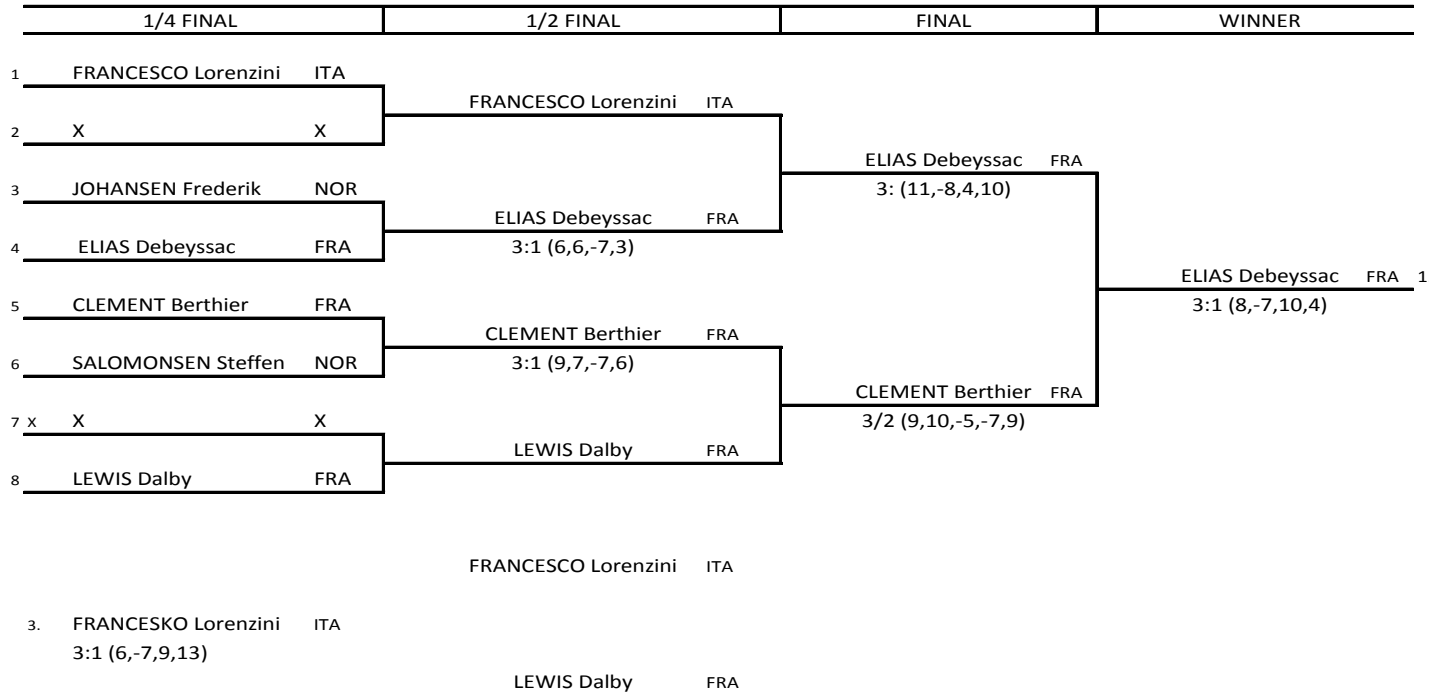 1/4 FINAL 1/2 FINAL FINAL WINNER
1 FRANCESCO Lorenzini ITA
FRANCESCO Lorenzini ITA
2 X X
ELIAS Debeyssac FRA
3 JOHANSEN Frederik NOR 3: (11,-8,4,10)
ELIAS Debeyssac FRA
4 ELIAS Debeyssac FRA 3:1 (6,6,-7,3)
ELIAS Debeyssac FRA 1
5 CLEMENT Berthier FRA 3:1 (8,-7,10,4)
CLEMENT Berthier FRA
6 SALOMONSEN Steffen NOR 3:1 (9,7,-7,6)
CLEMENT Berthier FRA
7 X X X 3/2 (9,10,-5,-7,9)
LEWIS Dalby FRA
8 LEWIS Dalby FRA
FRANCESCO Lorenzini ITA
3. FRANCESKO Lorenzini ITA
3:1 (6,-7,9,13)
LEWIS Dalby FRA